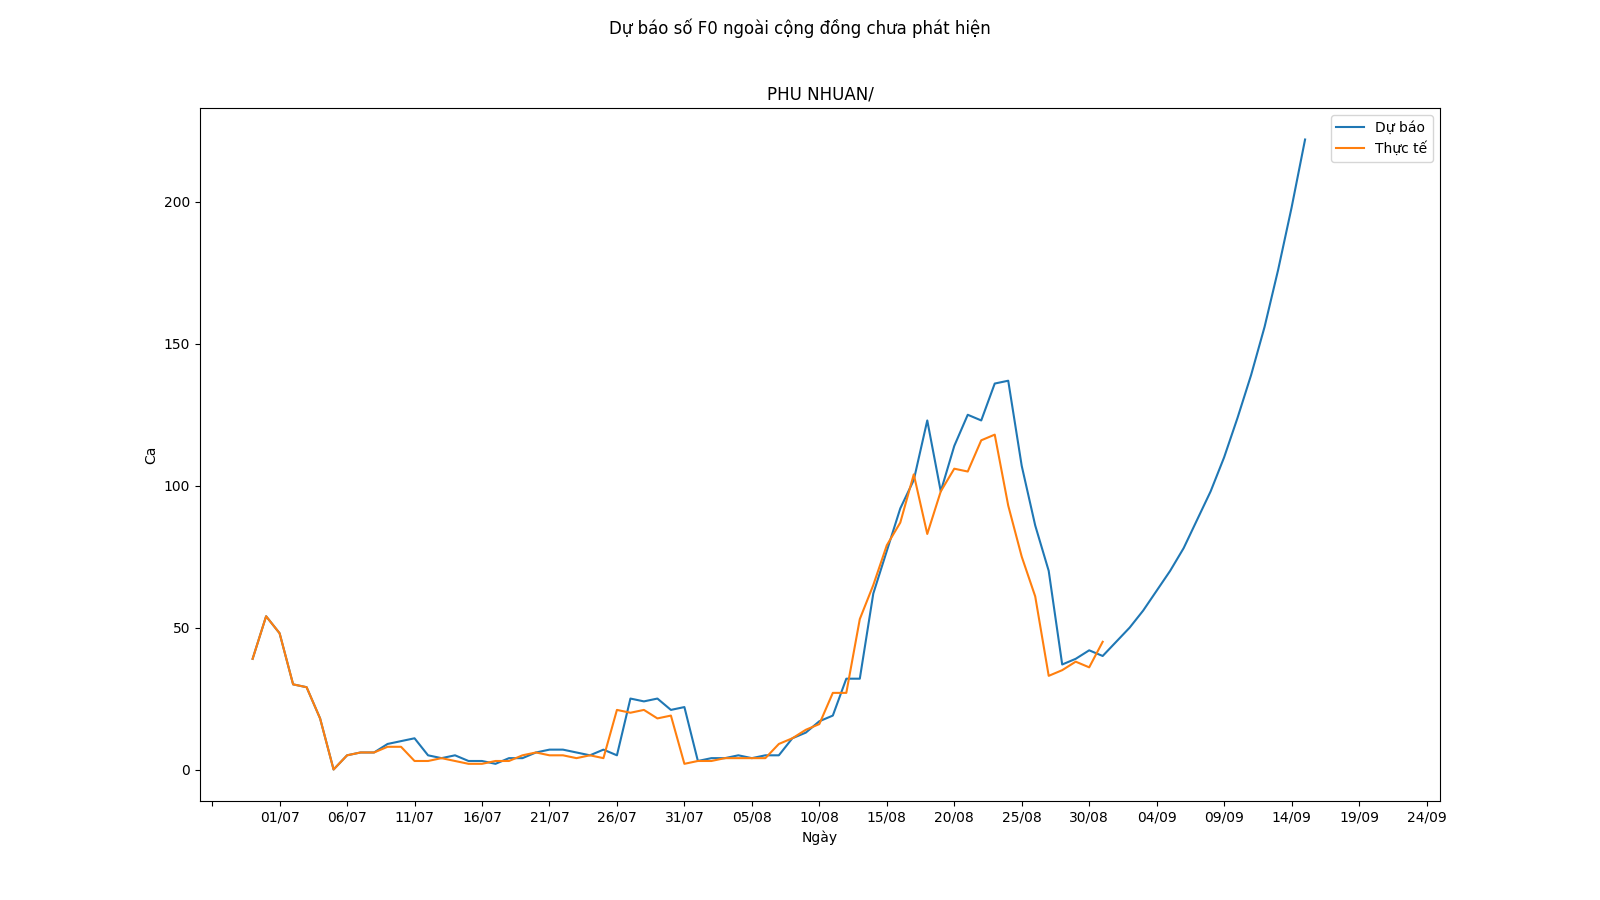 Dự báo số F0 ngoài cộng đồng chưa phát hiện
PHU NHUAN/
Dự báo
Thực tế
200
150
100
50
0
Ca
01/07 06/07 11/07 16/07 21/07 26/07 31/07 05/08 10/08 15/08 20/08 25/08 30/08 04/09 09/09 14/09 19/09 24/09
Ngày